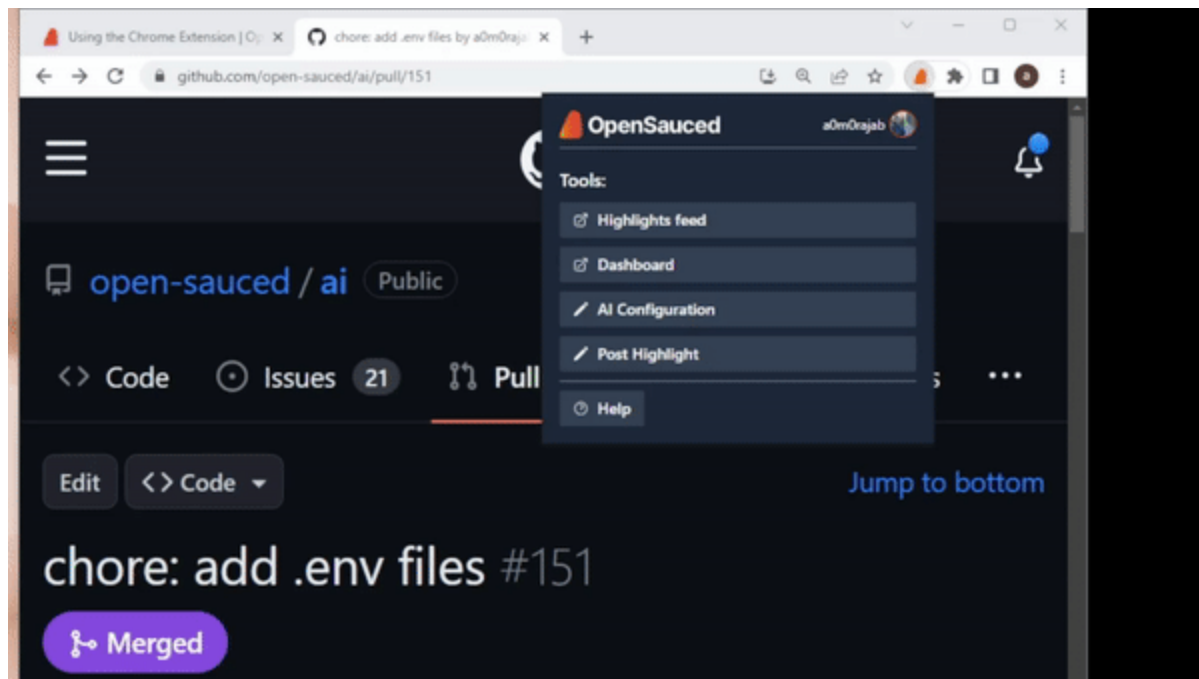 Using the Chrome Extension | Op
chore: add .env files by a0m0raja
github.com/open-sauced/ai/pull/151
a
OpenSauced
a0m0rajab
Tools:
Highlights feed
Dashboard
AI Configuration
Post Highlight
Help
open-sauced / ai Public
<> Code
Issues 21
Pull
s
Edit
<> Code
Jump to bottom
chore: add .env files #151
Merged